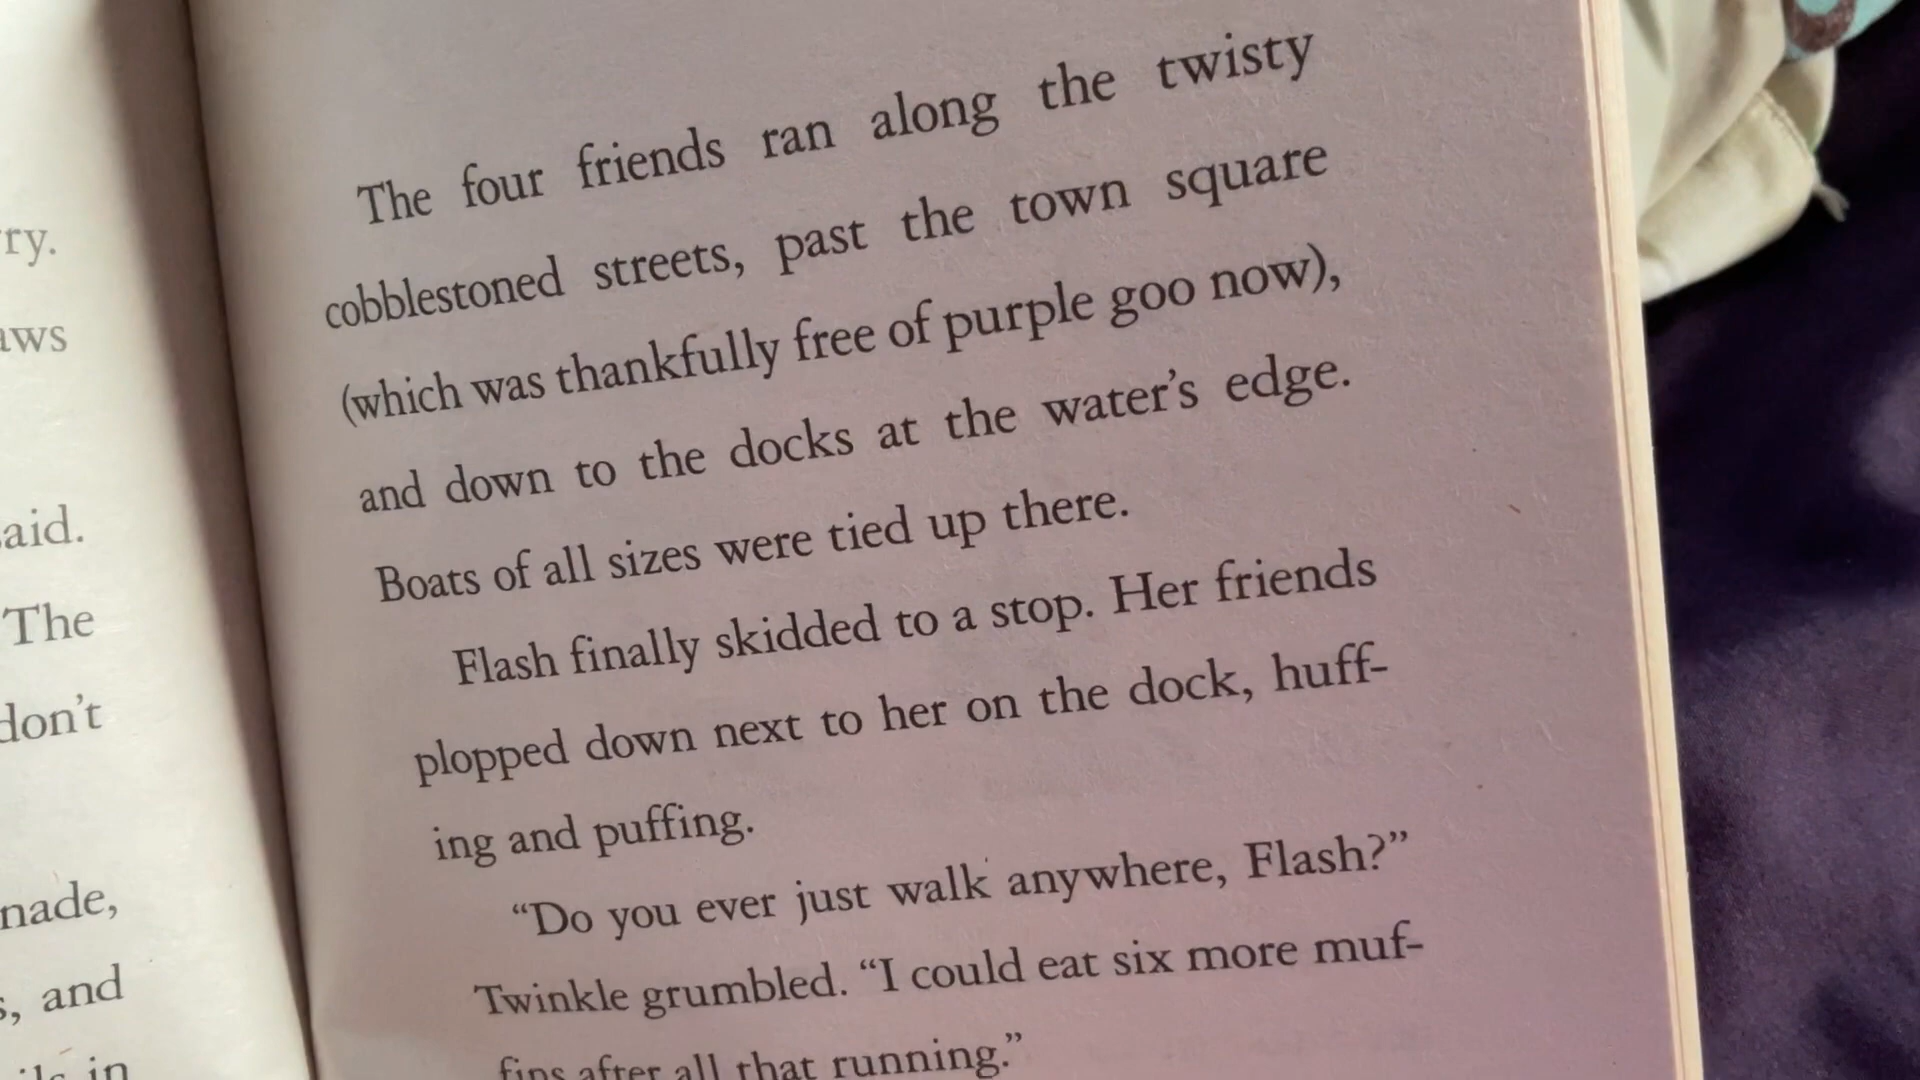 ry.
aws
aid.
The
don't
nade,
s, and
in
The four friends ran along the twisty
cobblestoned streets, past the town square
(which was thankfully free of purple goo now),
and down to the docks at the water's edge.
Boats of all sizes were tied up there.
Flash finally skidded to a stop. Her friends
plopped down next to her on the dock, huff-
ing and puffing.
“Do you ever just walk anywhere, Flash?”
Twinkle grumbled. “I could eat six more muf-
fins after all that running.”